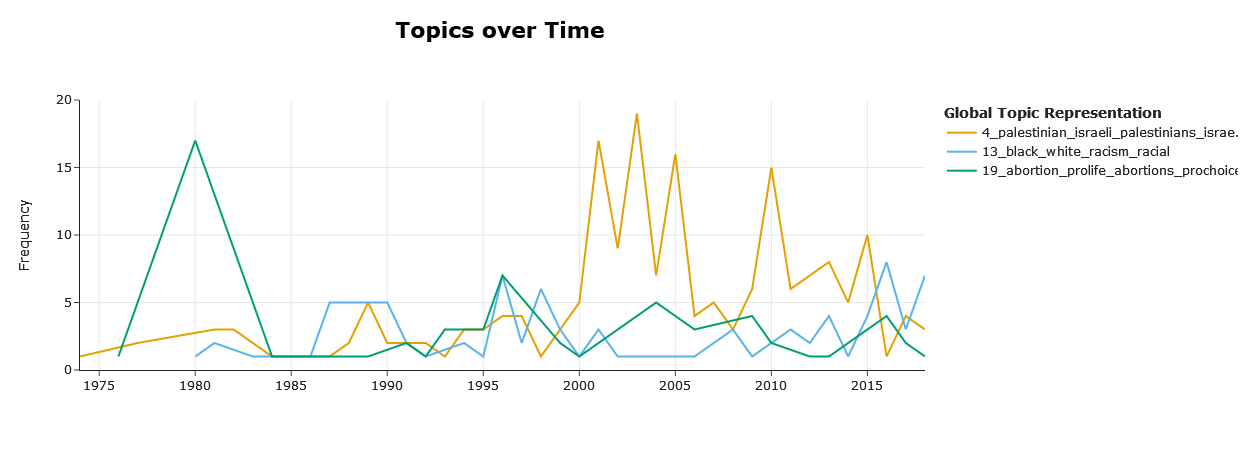 Topics over Time
Global Topic Representation
4_palestinian_israeli_palestinians_israe.
13_black_white_racism_racial
19_abortion_prolife_abortions_prochoice
Frequency
20
15
10
5
0
1975 1980 1985 1990 1995 2000 2005 2010 2015